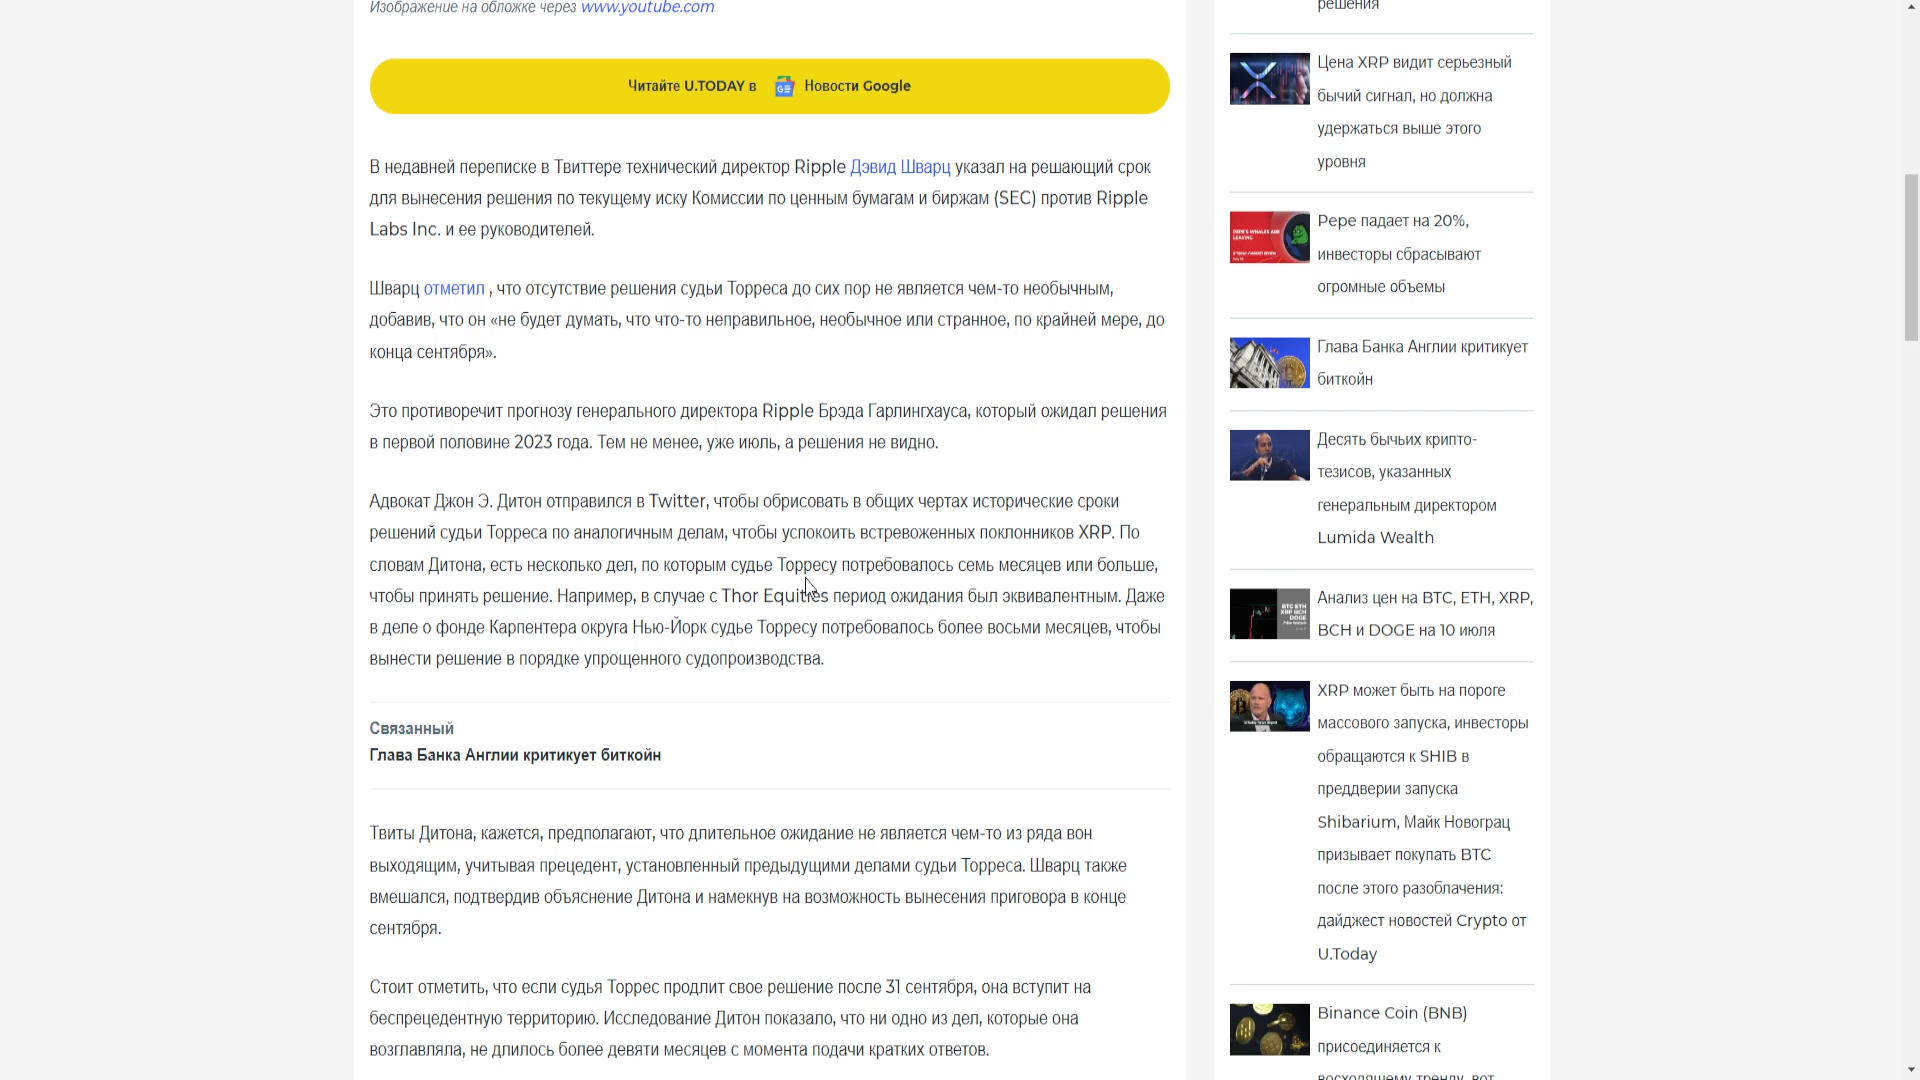 Изображение на обложке через www.youtube.com
Читайте U.TODAY в Новости Google
В недавней переписке в Твиттере технический директор Ripple Дэвид Шварц указал на решающий срок
для вынесения решения по текущему иску Комиссии по ценным бумагам и биржам (SEC) против Ripple
Labs Inc. и ее руководителей.
Шварц отметил , что отсутствие решения судьи Торреса до сих пор не является чем-то необычным,
добавив, что он «не будет думать, что что-то неправильное, необычное или странное, по крайней мере, до
конца сентября».
Это противоречит прогнозу генерального директора Ripple Брэда Гарлингхауса, который ожидал решения
в первой половине 2023 года. Тем не менее, уже июль, а решения не видно.
Адвокат Джон Э. Дитон отправился в Twitter, чтобы обрисовать в общих чертах исторические сроки
решений судьи Торреса по аналогичным делам, чтобы успокоить встревоженных поклонников XRP. По
словам Дитона, есть несколько дел, по которым судье Торресу потребовалось семь месяцев или больше,
чтобы принять решение. Например, в случае с Thor Equities период ожидания был эквивалентным. Даже
в деле о фонде Карпентера округа Нью-Йорк судье Торресу потребовалось более восьми месяцев, чтобы
вынести решение в порядке упрощенного судопроизводства.
Связанный
Глава Банка Англии критикует биткойн
Твиты Дитона, кажется, предполагают, что длительное ожидание не является чем-то из ряда вон
выходящим, учитывая прецедент, установленный предыдущими делами судьи Торреса. Шварц также
вмешался, подтвердив объяснение Дитона и намекнув на возможность вынесения приговора в конце
сентября.
Стоит отметить, что если судья Торрес продлит свое решение после 31 сентября, она вступит на
беспрецедентную территорию. Исследование Дитон показало, что ни одно из дел, которые она
возглавляла, не длилось более девяти месяцев с момента подачи кратких ответов.
решения
Цена XRP видит серьезный
бычий сигнал, но должна
удержаться выше этого
уровня
PEPE'S WHALES ARE
LEAVING
Pepe падает на 20%,
инвесторы сбрасывают
огромные объемы
Глава Банка Англии критикует
биткойн
Десять бычьих крипто-
тезисов, указанных
генеральным директором
Lumida Wealth
BTC ETH
XRP BCH
DOGE
Анализ цен на BTC, ETH, XRP,
BCH и DOGE на 10 июля
XRP может быть на пороге
массового запуска, инвесторы
обращаются к SHIB в
преддверии запуска
Shibarium, Майк Новограц
призывает покупать BTC
после этого разоблачения:
дайджест новостей Crypto от
U.Today
Binance Coin (BNB)
присоединяется к
восходящему тренду, вот